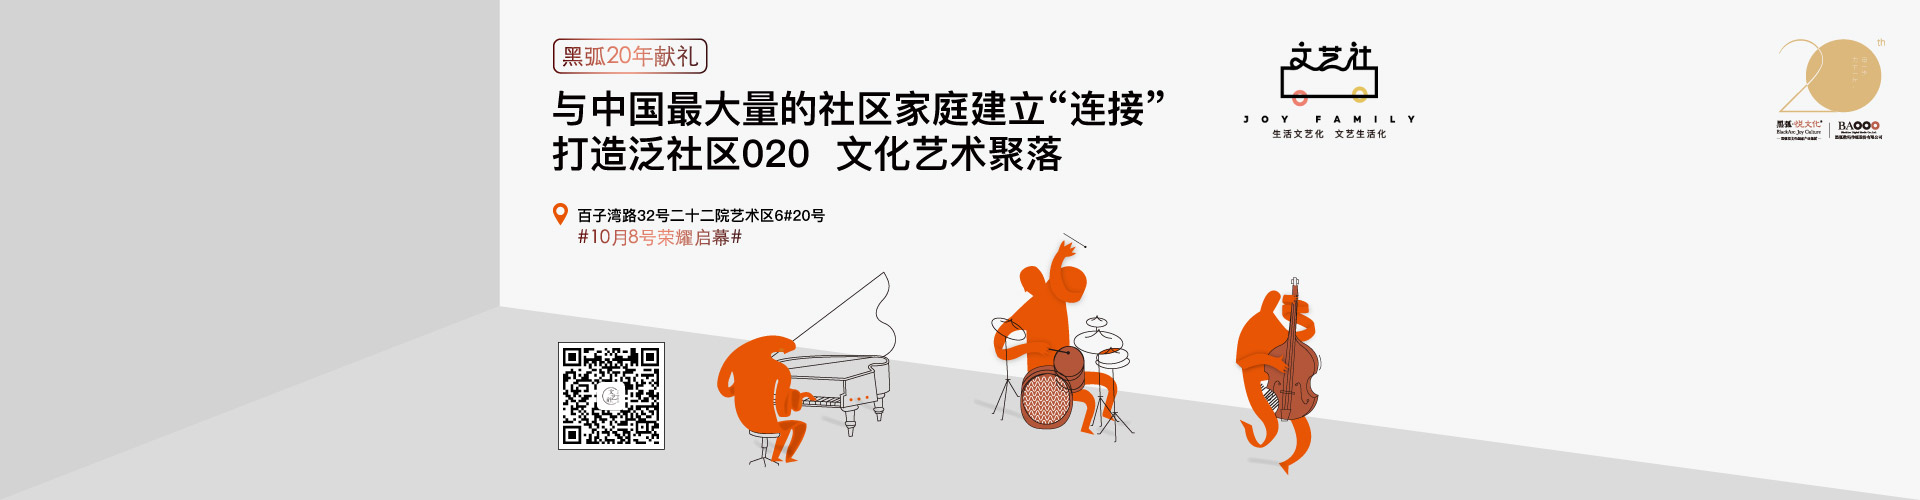 黑弧20年献礼
与中国最大量的社区家庭建立“连接”
打造泛社区020 文化艺术聚落
百子湾路32号二十二院艺术区6#20号
#10月8号荣耀启幕#
文艺社
JOY FAMILY
生活文艺化 文艺生活化
20th
黑弧·悦文化
BlackArc Joy Culture